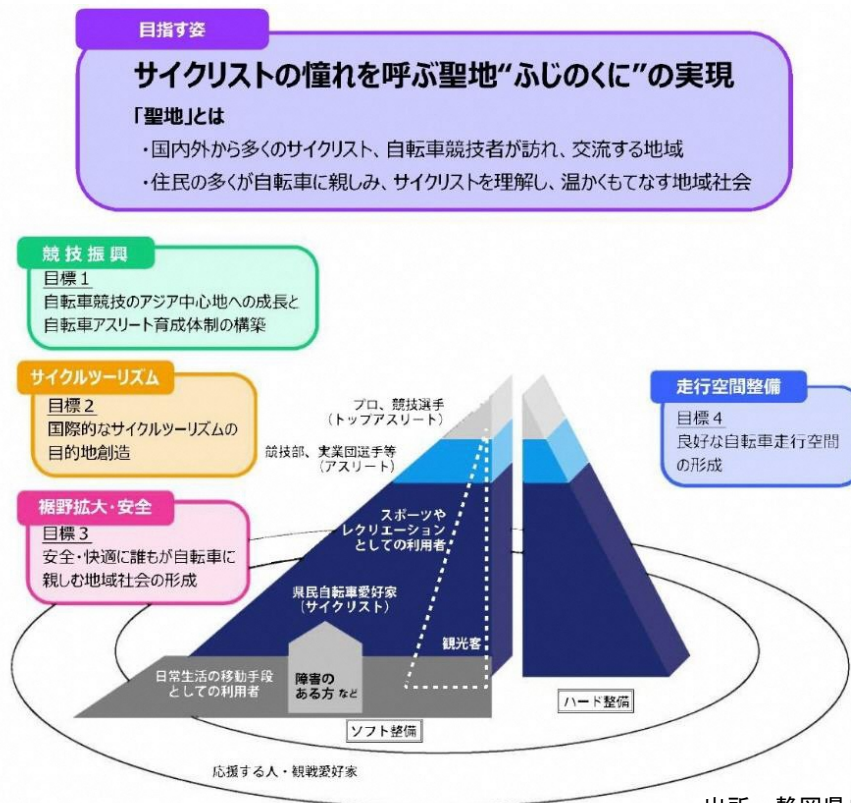 目指す姿
サイクリストの憧れを呼ぶ聖地“ふじのくに”の実現
「聖地」とは
・国内外から多くのサイクリスト、自転車競技者が訪れ、交流する地域
・住民の多くが自転車に親しみ、サイクリストを理解し、温かくもてなす地域社会
競技振興
目標1
自転車競技のアジア中心地への成長と
自転車アスリート育成体制の構築
サイクルツーリズム
目標2
国際的なサイクルツーリズムの
目的地創造
裾野拡大・安全
目標3
安全・快適に誰もが自転車に
親しむ地域社会の形成
走行空間整備
目標4
良好な自転車走行空間
の形成
プロ、競技選手
(トップアスリート)
競技部、実業団選手等
(アスリート)
スポーツや
レクリエーション
としての利用者
県民自転車愛好家
(サイクリスト)
観光客
日常生活の移動手段
としての利用者
障害の
ある方 など
ソフト整備
ハード整備
応援する人・観戦愛好家